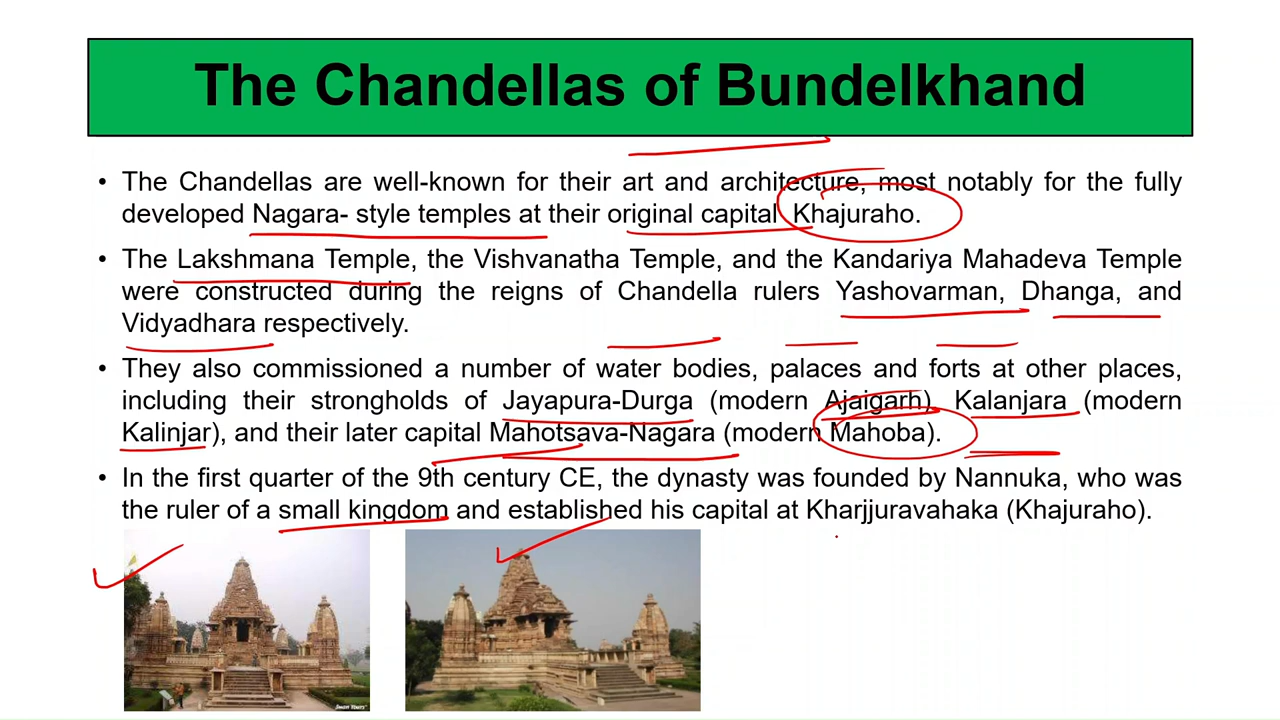 The Chandellas of Bundelkhand
• The Chandellas are well-known for their art and architecture, most notably for the fully
developed Nagara- style temples at their original capital Khajuraho.
• The Lakshmana Temple, the Vishvanatha Temple, and the Kandariya Mahadeva Temple
were constructed during the reigns of Chandella rulers Yashovarman, Dhanga, and
Vidyadhara respectively.
• They also commissioned a number of water bodies, palaces and forts at other places,
including their strongholds of Jayapura-Durga (modern Ajaigarh), Kalanjara (modern
Kalinjar), and their later capital Mahotsava-Nagara (modern Mahoba).
• In the first quarter of the 9th century CE, the dynasty was founded by Nannuka, who was
the ruler of a small kingdom and established his capital at Kharjjuravahaka (Khajuraho).